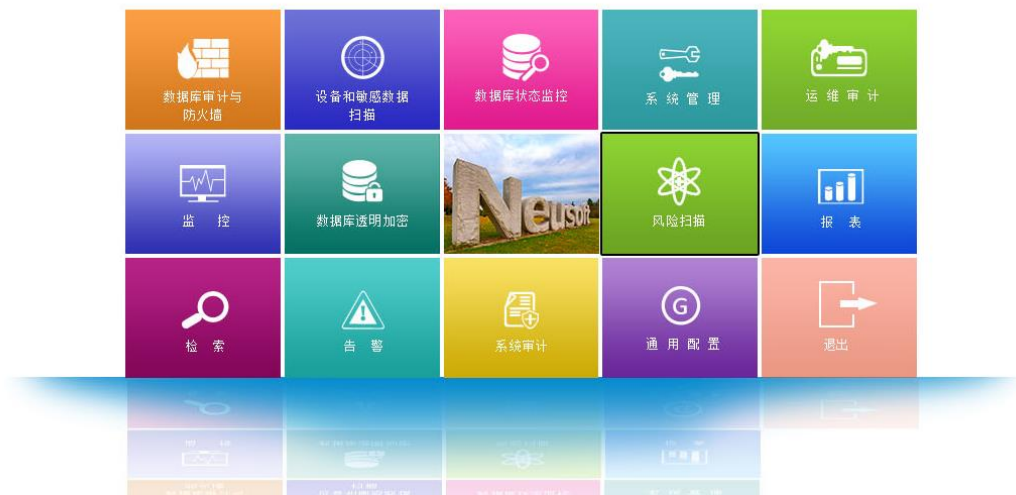 数据库审计与
防火墙
设备和敏感数据
扫描
数据库状态监控
系统管理
运维审计
监 控
数据库透明加密
Neusoft
风险扫描
报 表
检 索
告 警
系统审计
G
通用配置
退出